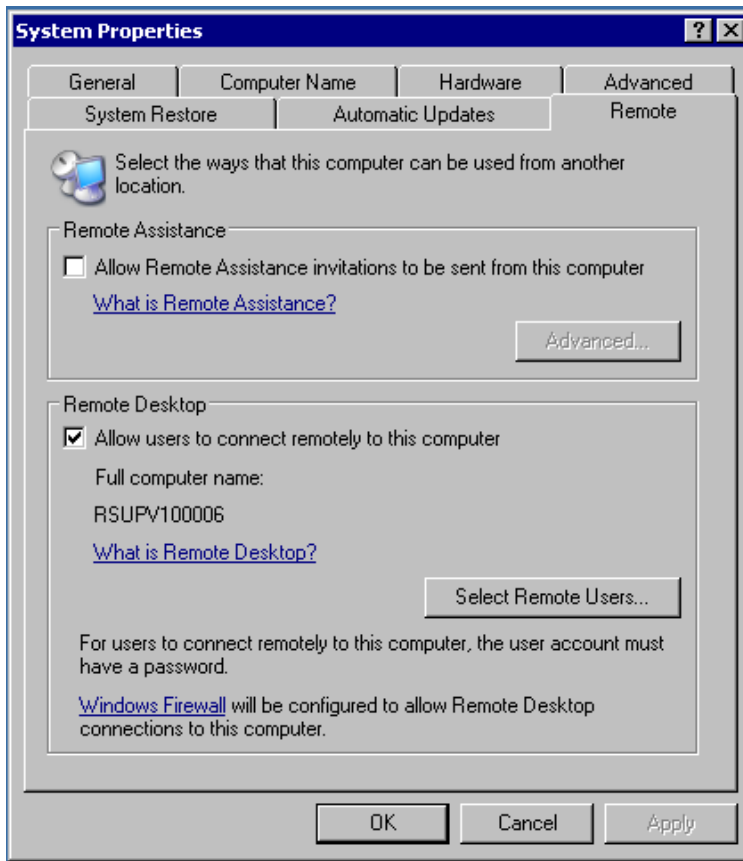 System Properties
General
Computer Name
Hardware
Advanced
System Restore
Automatic Updates
Remote
Select the ways that this computer can be used from another
location.
Remote Assistance
Allow Remote Assistance invitations to be sent from this computer
What is Remote Assistance?
Advanced...
Remote Desktop
Allow users to connect remotely to this computer
Full computer name:
RSUPV100006
What is Remote Desktop?
Select Remote Users...
For users to connect remotely to this computer, the user account must
have a password.
Windows Firewall will be configured to allow Remote Desktop
connections to this computer.
OK
Cancel
Apply